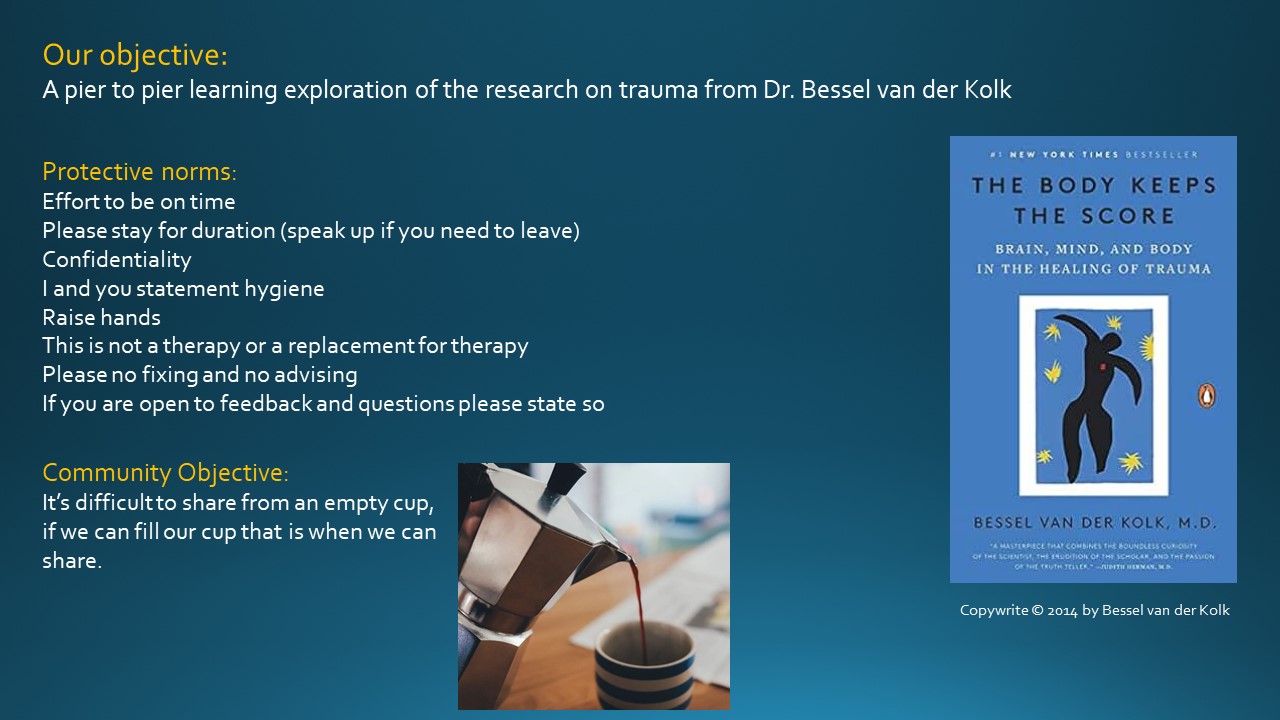 Our objective:
A pier to pier learning exploration of the research on trauma from Dr. Bessel van der Kolk
Protective norms:
Effort to be on time
Please stay for duration (speak up if you need to leave)
Confidentiality
I and you statement hygiene
Raise hands
This is not a therapy or a replacement for therapy
Please no fixing and no advising
If you are open to feedback and questions please state so
Community Objective:
It’s difficult to share from an empty cup,
if we can fill our cup that is when we can
share.
#1 NEW YORK TIMES BESTSELLER
THE BODY KEEPS
THE SCORE
BRAIN, MIND, AND BODY
IN THE HEALING OF TRAUMA
BESSEL VAN DER KOLK, M.D.
"A MASTERPIECE THAT COMBINES THE BOUNDLESS CURIOSITY
OF THE SCIENTIST, THE ERUDITION OF THE SCHOLAR, AND THE PASSION
OF THE TRUTH TELLER." —JUDITH HERMAN, M.D.
Copywrite © 2014 by Bessel van der Kolk